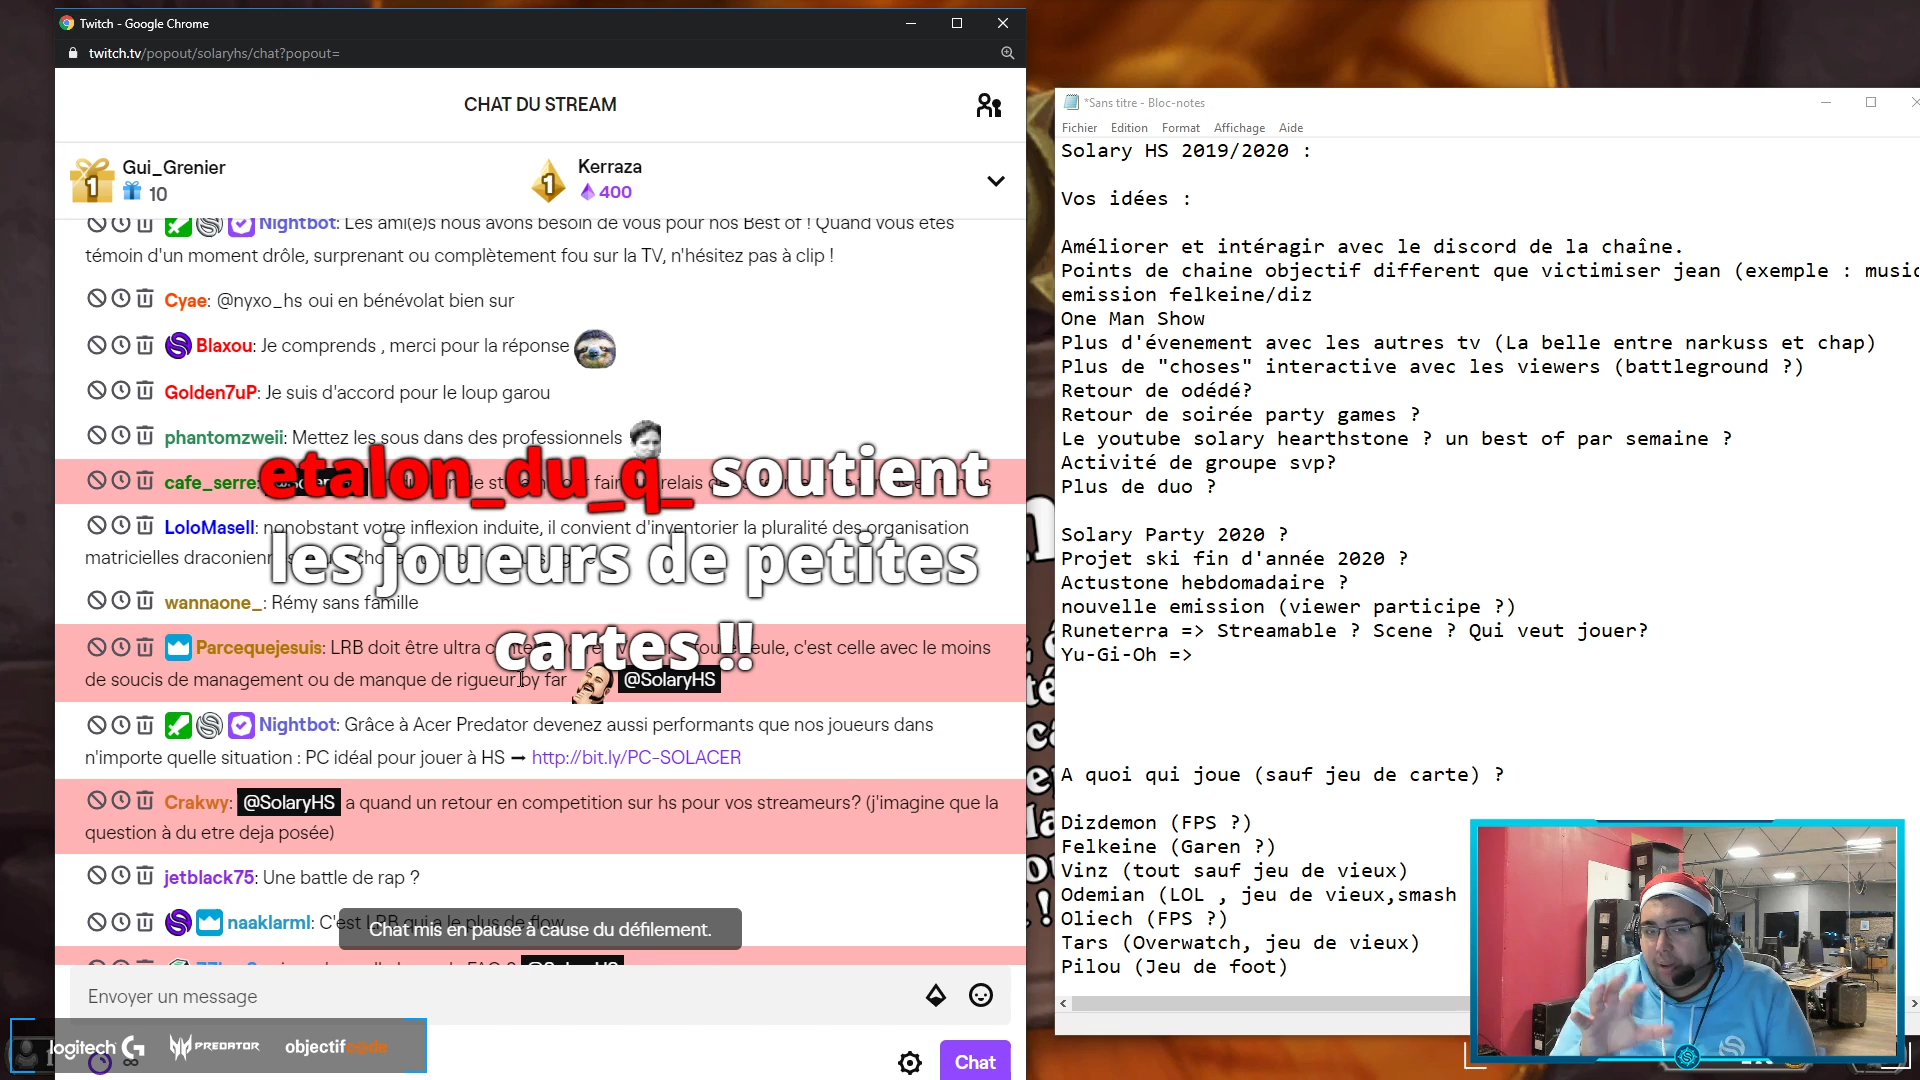 Twitch - Google Chrome
twitch.tv/popout/solaryhs/chat?popout=
CHAT DU STREAM
Gui_Grenier
10
1
Kerraza
400
1
Nightbot: Les ami(e)s nous avons besoin de vous pour nos Best of ! Quand vous êtes
témoin d'un moment drôle, surprenant ou complètement fou sur la TV, n'hésitez pas à clip !
Cyae: @nyxo_hs oui en bénévolat bien sur
Blaxou: Je comprends , merci pour la réponse
Golden7uP: Je suis d'accord pour le loup garou
phantomzweii: Mettez les sous dans des professionnels
cafe_serre:
etalon_du_q_ soutient
les joueurs de petites
cartes !!
LoloMasell: nonobstant votre inflexion induite, il convient d'inventorier la pluralité des organisation
matricielles
wannaone_: Rémy sans famille
Parcequejesuis: LRB doit être ultra seule, c'est celle avec le moins
de soucis de management ou de manque de rigueur by far @SolaryHS
Nightbot: Grâce à Acer Predator devenez aussi performants que nos joueurs dans
n'importe quelle situation : PC idéal pour jouer à HS ➞ http://bit.ly/PC-SOLACER
Crakwy: @SolaryHS a quand un retour en competition sur hs pour vos streameurs? (j'imagine que la
question à du etre deja posée)
jetblack75: Une battle de rap ?
naaklarml: C'est LRB qui a le plus de flow
Chat mis en pause à cause du défilement.
Envoyer un message
Chat
logitech G
PREDATOR
objectifcode
*Sans titre - Bloc-notes
Fichier Edition Format Affichage Aide
Solary HS 2019/2020 :
Vos idées :
Améliorer et intéragir avec le discord de la chaîne.
Points de chaine objectif different que victimiser jean (exemple : music
emission felkeine/diz
One Man Show
Plus d'évenement avec les autres tv (La belle entre narkuss et chap)
Plus de "choses" interactive avec les viewers (battleground ?)
Retour de odédé?
Retour de soirée party games ?
Le youtube solary hearthstone ? un best of par semaine ?
Activité de groupe svp?
Plus de duo ?
Solary Party 2020 ?
Projet ski fin d'année 2020 ?
Actustone hebdomadaire ?
nouvelle emission (viewer participe ?)
Runeterra => Streamable ? Scene ? Qui veut jouer?
Yu-Gi-Oh =>
A quoi qui joue (sauf jeu de carte) ?
Dizdemon (FPS ?)
Felkeine (Garen ?)
Vinz (tout sauf jeu de vieux)
Odemian (LOL , jeu de vieux,smash
Oliech (FPS ?)
Tars (Overwatch, jeu de vieux)
Pilou (Jeu de foot)